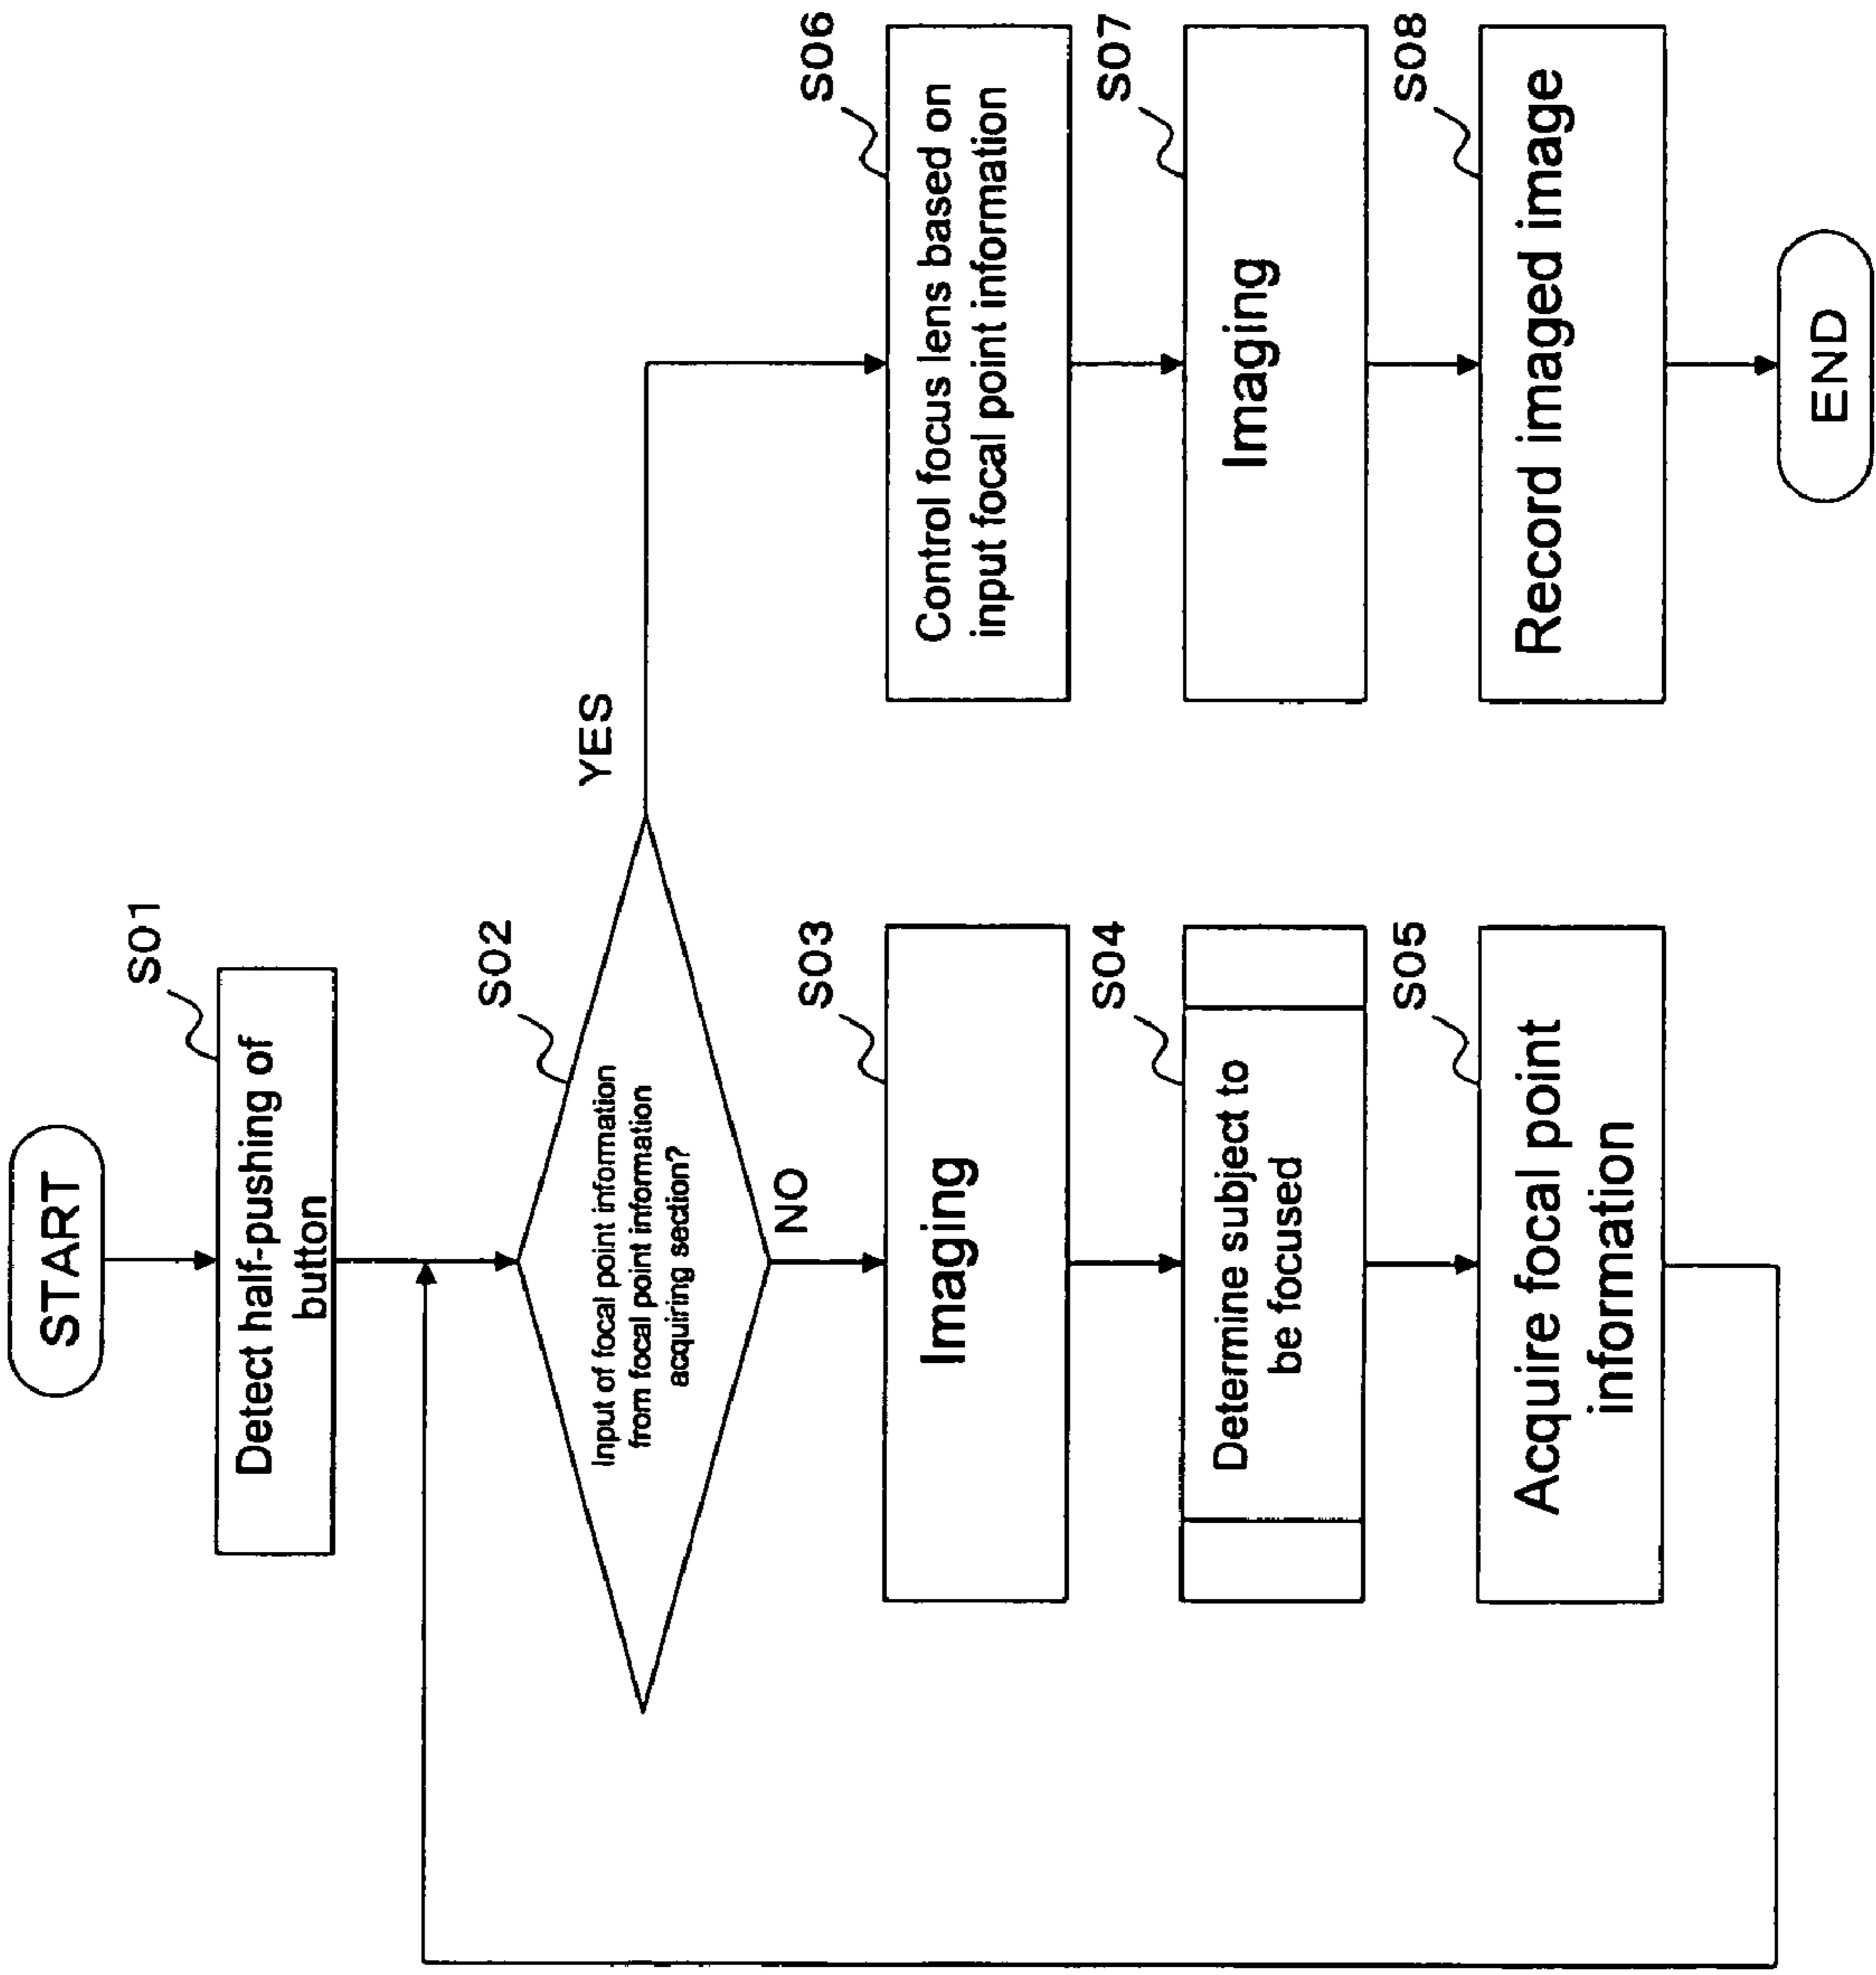 START
S01
Detect half-pushing of
button
S02
Input of focal point information
from focal point information
acquiring section?
YES
NO
S03
Imaging
S04
Determine subject to
be focused
S05
Acquire focal point
information
S06
Control focus lens based on
input focal point information
S07
Imaging
S08
Record imaged image
END